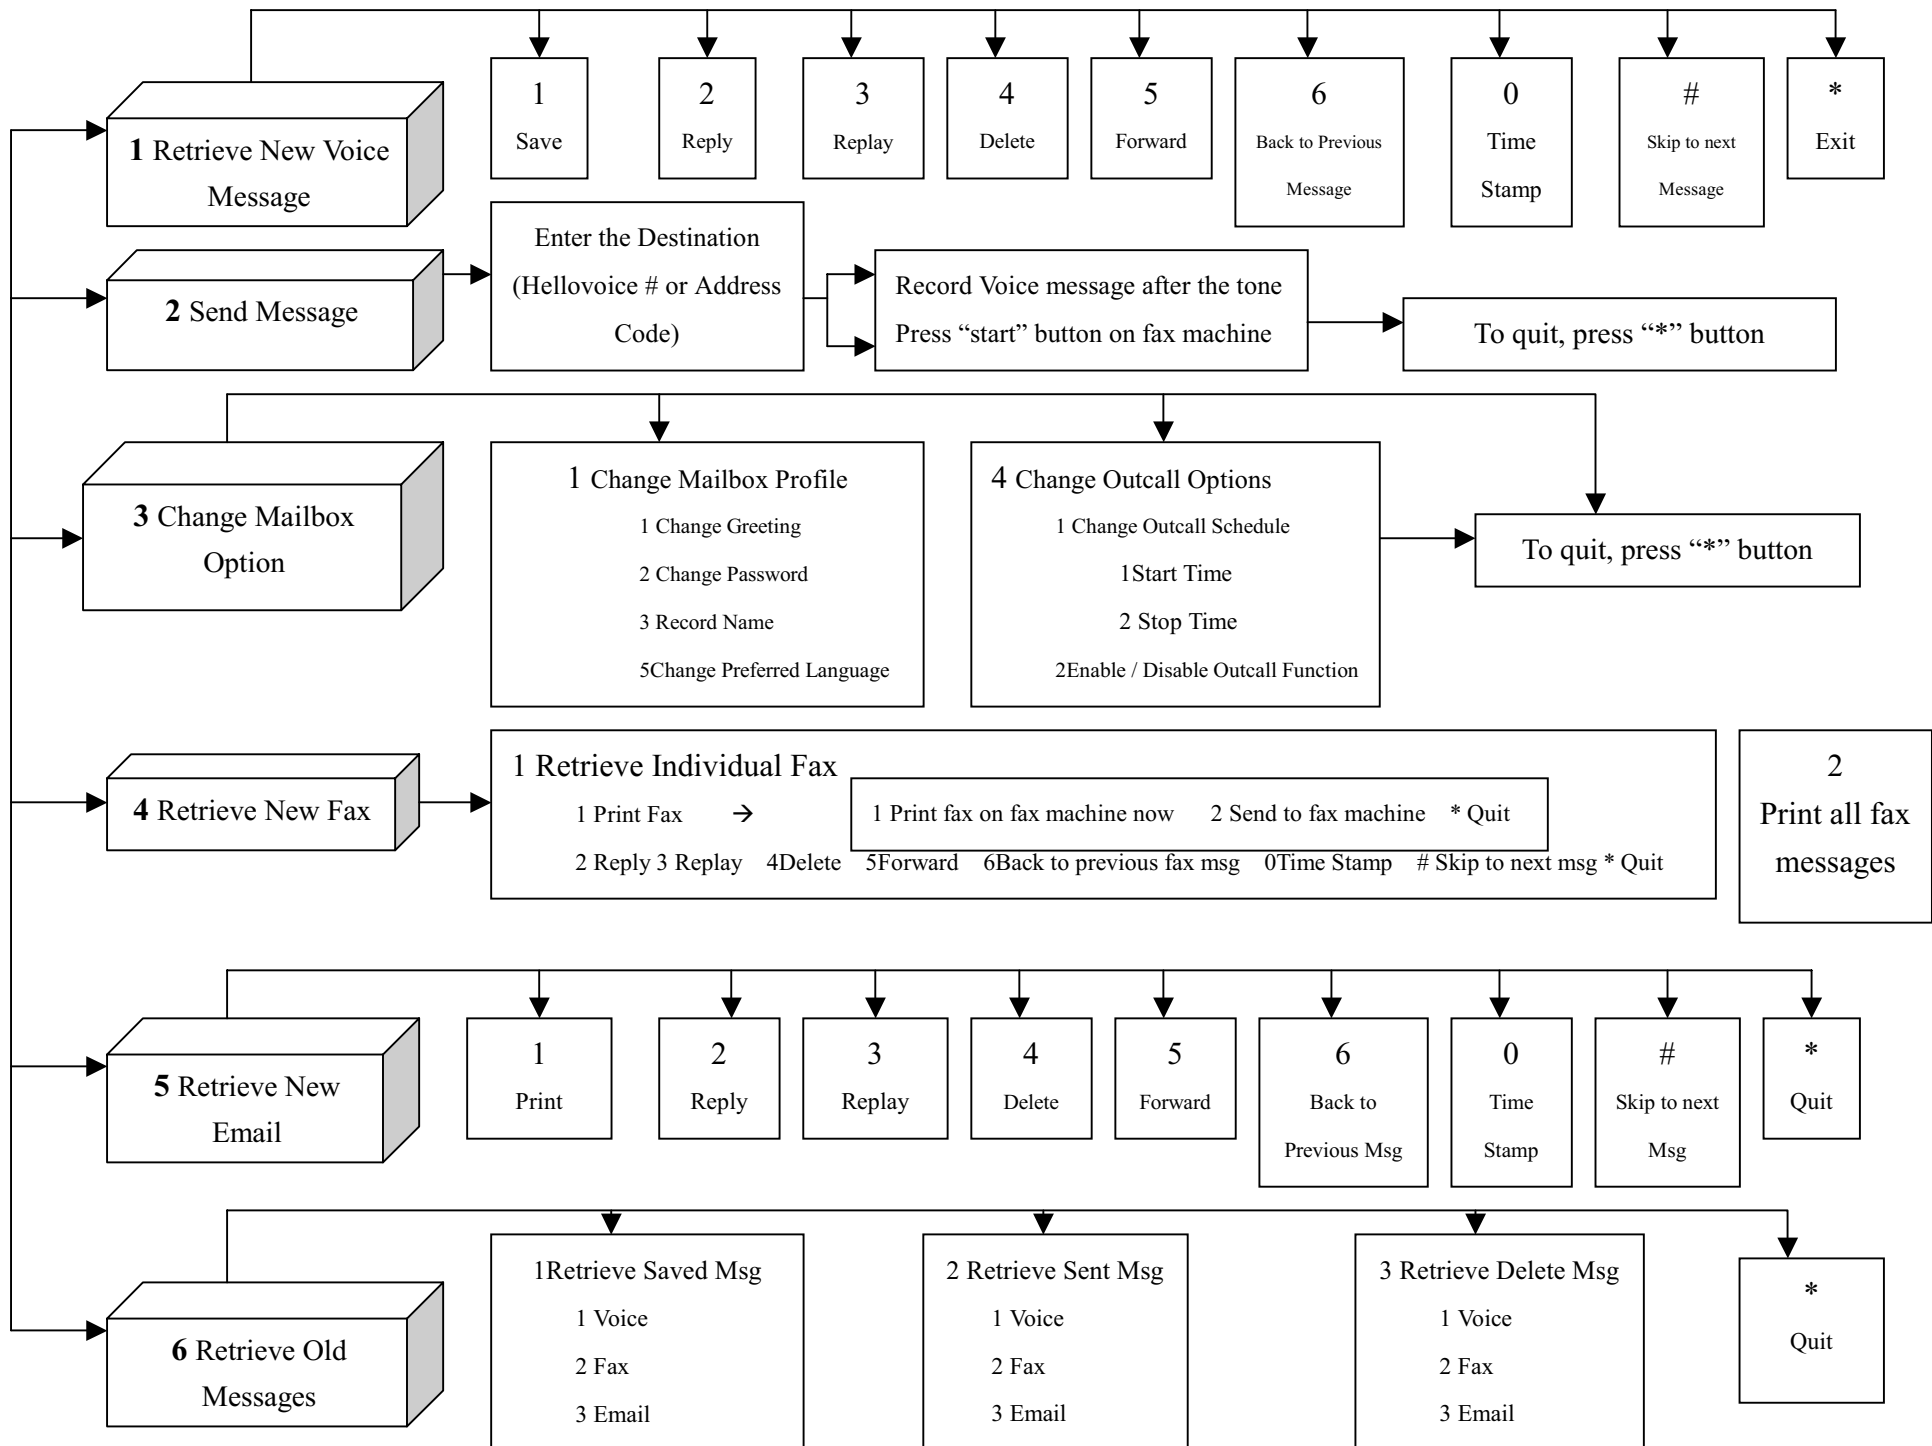 1
Save
2
Reply
3
Replay
4
Delete
5
Forward
6
Back to Previous
Message
0
Time
Stamp
#
Skip to next
Message
*
Exit
1 Retrieve New Voice
Message
2 Send Message
Enter the Destination
(Hellovoice # or Address
Code)
Record Voice message after the tone
Press “start” button on fax machine
To quit, press “*” button
3 Change Mailbox
Option
1 Change Mailbox Profile
1 Change Greeting
2 Change Password
3 Record Name
5Change Preferred Language
4 Change Outcall Options
1 Change Outcall Schedule
1Start Time
2 Stop Time
2Enable / Disable Outcall Function
To quit, press “*” button
4 Retrieve New Fax
1 Retrieve Individual Fax
1 Print Fax →
1 Print fax on fax machine now 2 Send to fax machine * Quit
2 Reply 3 Replay 4Delete 5Forward 6Back to previous fax msg 0Time Stamp # Skip to next msg * Quit
2
Print all fax
messages
5 Retrieve New
Email
1
Print
2
Reply
3
Replay
4
Delete
5
Forward
6
Back to
Previous Msg
0
Time
Stamp
#
Skip to next
Msg
*
Quit
6 Retrieve Old
Messages
1Retrieve Saved Msg
1 Voice
2 Fax
3 Email
2 Retrieve Sent Msg
1 Voice
2 Fax
3 Email
3 Retrieve Delete Msg
1 Voice
2 Fax
3 Email
*
Quit